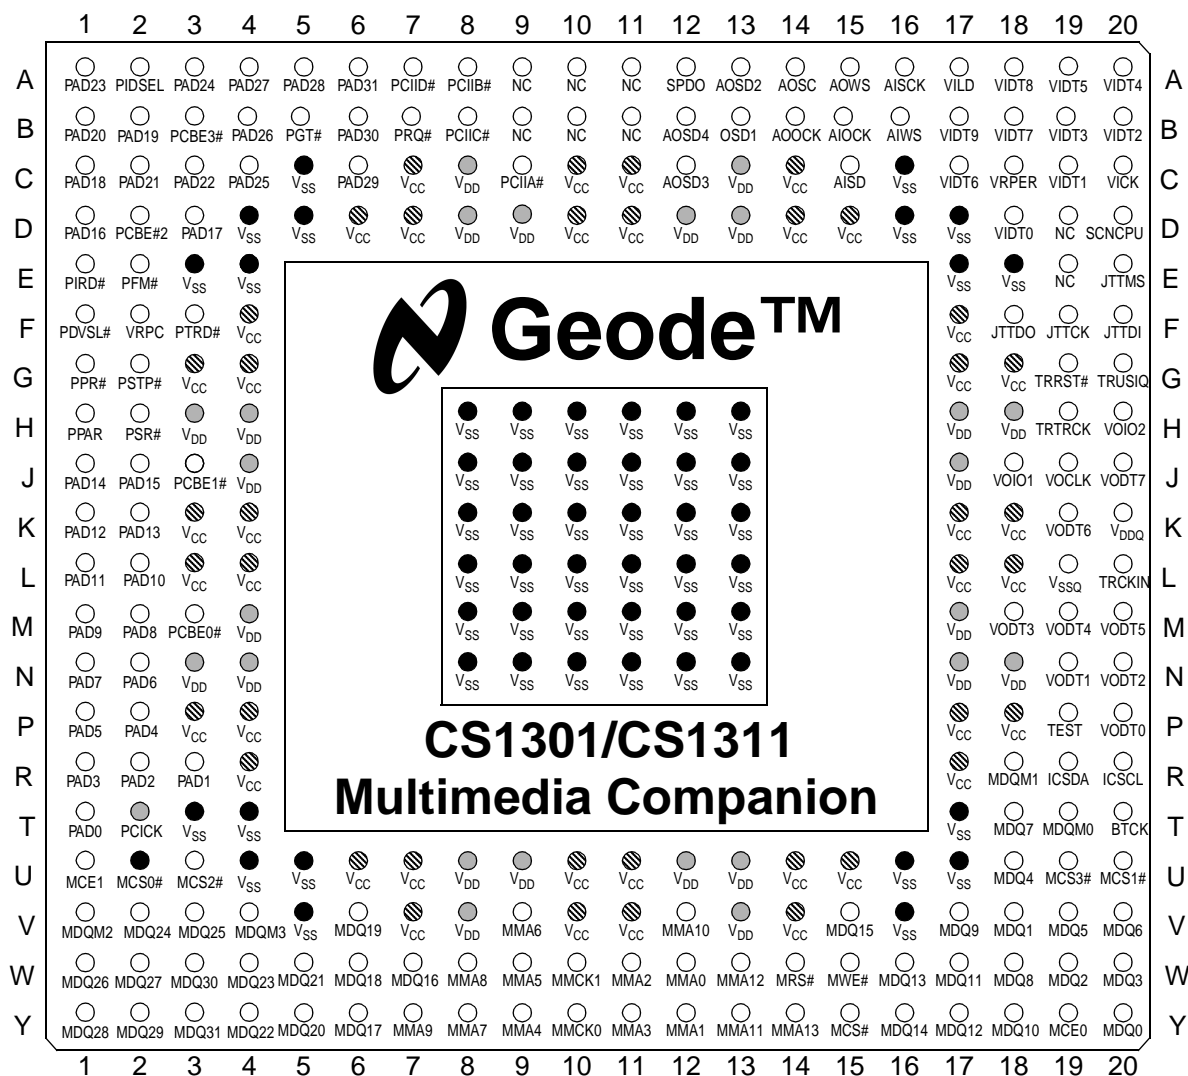 1 2 3 4 5 6 7 8 9 10 11 12 13 14 15 16 17 18 19 20
A PAD23 PIDSEL PAD24 PAD27 PAD28 PAD31 PCIID# PCIIB# NC NC NC SPDO AOSD2 AOSC AOWS AISCK VILD VIDT8 VIDT5 VIDT4 A
B PAD20 PAD19 PCBE3# PAD26 PGT# PAD30 PRQ# PCIIC# NC NC NC AOSD4 OSD1 AOOCK AIOCK AIWS VIDT9 VIDT7 VIDT3 VIDT2 B
C PAD18 PAD21 PAD22 PAD25 VSS PAD29 VCC VDD PCIIA# VCC VCC AOSD3 VDD VCC AISD VSS VIDT6 VRPER VIDT1 VICK C
D PAD16 PCBE#2 PAD17 VSS VSS VCC VCC VDD VDD VCC VCC VDD VDD VCC VCC VSS VSS VIDT0 NC SCNCPU D
E PIRD# PFM# VSS VSS VSS VSS NC JTTMS E
Geode™
F PDVSL# VRPC PTRD# VCC VCC JTTDO JTTCK JTTDI F
G PPR# PSTP# VCC VCC VCC VCC TRRST# TRUSIQ G
H PPAR PSR# VDD VDD VSS VSS VSS VSS VSS VSS VDD VDD TRTRCK VOIO2 H
J PAD14 PAD15 PCBE1# VDD VSS VSS VSS VSS VSS VSS VDD VOIO1 VOCLK VODT7 J
K PAD12 PAD13 VCC VCC VSS VSS VSS VSS VSS VSS VCC VCC VODT6 VDDQ K
L PAD11 PAD10 VCC VCC VSS VSS VSS VSS VSS VSS VCC VCC VSSQ TRCKIN L
M PAD9 PAD8 PCBE0# VDD VSS VSS VSS VSS VSS VSS VDD VODT3 VODT4 VODT5 M
N PAD7 PAD6 VDD VDD VSS VSS VSS VSS VSS VSS VDD VDD VODT1 VODT2 N
P PAD5 PAD4 VCC VCC VCC VCC TEST VODT0 P
CS1301/CS1311
R PAD3 PAD2 PAD1 VCC VCC MDQM1 ICSDA ICSCL R
Multimedia Companion
T PAD0 PCICK VSS VSS VSS MDQ7 MDQM0 BTCK T
U MCE1 MCS0# MCS2# VSS VSS VCC VCC VDD VDD VCC VCC VDD VDD VCC VCC VSS VSS MDQ4 MCS3# MCS1# U
V MDQM2 MDQ24 MDQ25 MDQM3 VSS MDQ19 VCC VDD MMA6 VCC VCC MMA10 VDD VCC MDQ15 VSS MDQ9 MDQ1 MDQ5 MDQ6 V
W MDQ26 MDQ27 MDQ30 MDQ23 MDQ21 MDQ18 MDQ16 MMA8 MMA5 MMCK1 MMA2 MMA0 MMA12 MRS# MWE# MDQ13 MDQ11 MDQ8 MDQ2 MDQ3 W
Y MDQ28 MDQ29 MDQ31 MDQ22 MDQ20 MDQ17 MMA9 MMA7 MMA4 MMCK0 MMA3 MMA1 MMA11 MMA13 MCS# MDQ14 MDQ12 MDQ10 MCE0 MDQ0 Y
1 2 3 4 5 6 7 8 9 10 11 12 13 14 15 16 17 18 19 20